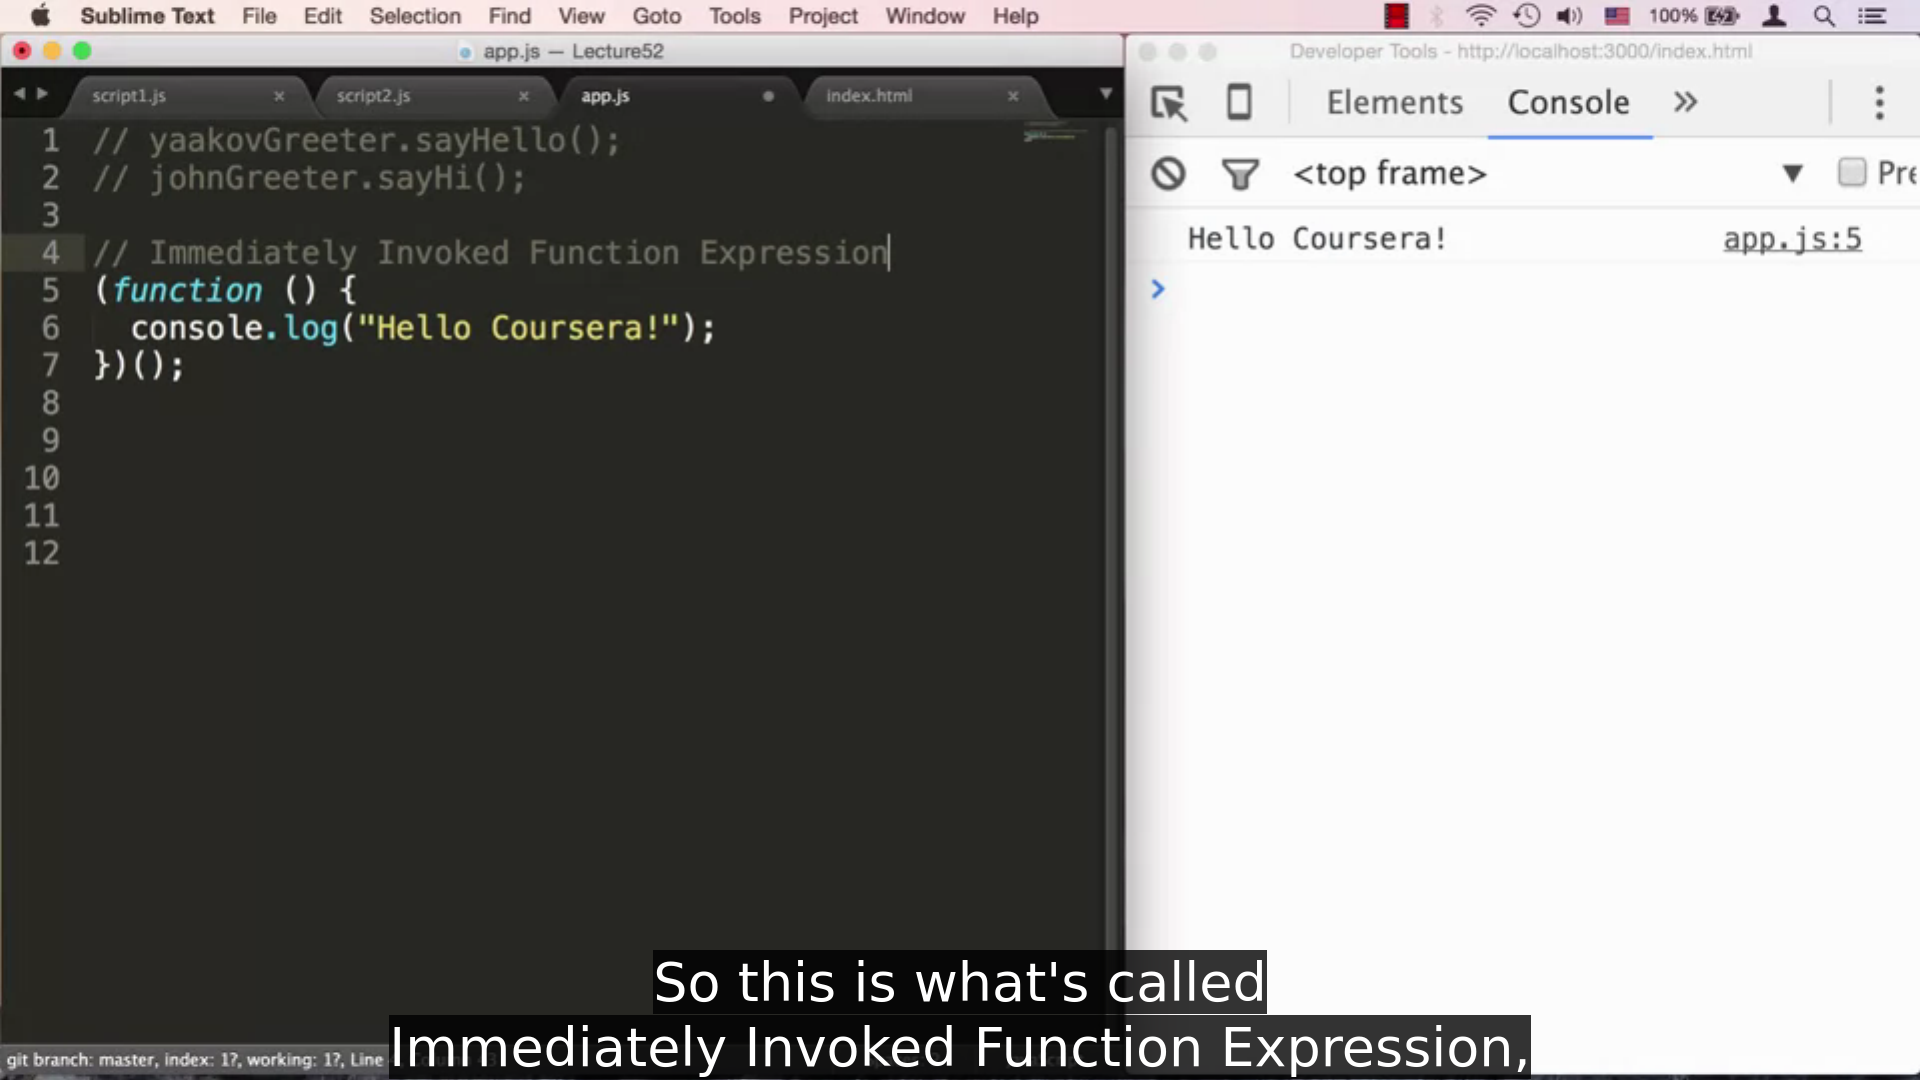 Sublime Text File Edit Selection Find View Goto Tools Project Window Help 100%
app.js — Lecture52
script1.js script2.js app.js index.html
1 // yaakovGreeter.sayHello();
2 // johnGreeter.sayHi();
3
4 // Immediately Invoked Function Expression
5 (function () {
6 console.log("Hello Coursera!");
7 })();
8
9
10
11
12
Developer Tools - http://localhost:3000/index.html
Elements Console »
<top frame> ▼ Pre
Hello Coursera! app.js:5
>
So this is what's called
Immediately Invoked Function Expression,
git branch: master, index: 1?, working: 1?, Line